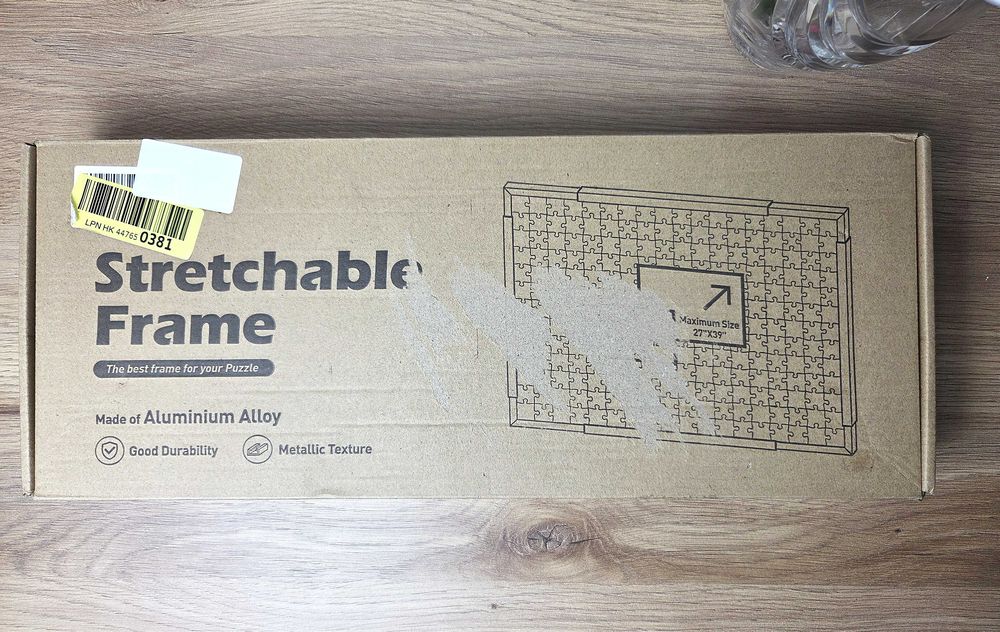 LPN HK 44765 0381
Stretchable
Frame
The best frame for your Puzzle
Made of Aluminium Alloy
Good Durability
Metallic Texture
Maximum Size
27"X39"